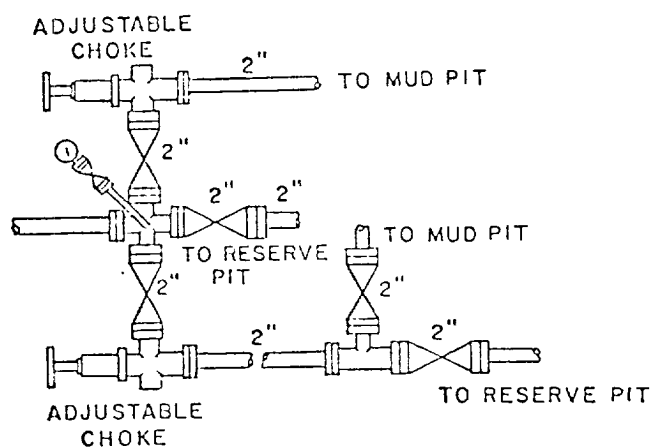 ADJUSTABLE
CHOKE
2"
TO MUD PIT
2"
2"
2"
TO RESERVE
PIT
TO MUD PIT
2"
2"
2"
2"
TO RESERVE PIT
ADJUSTABLE
CHOKE